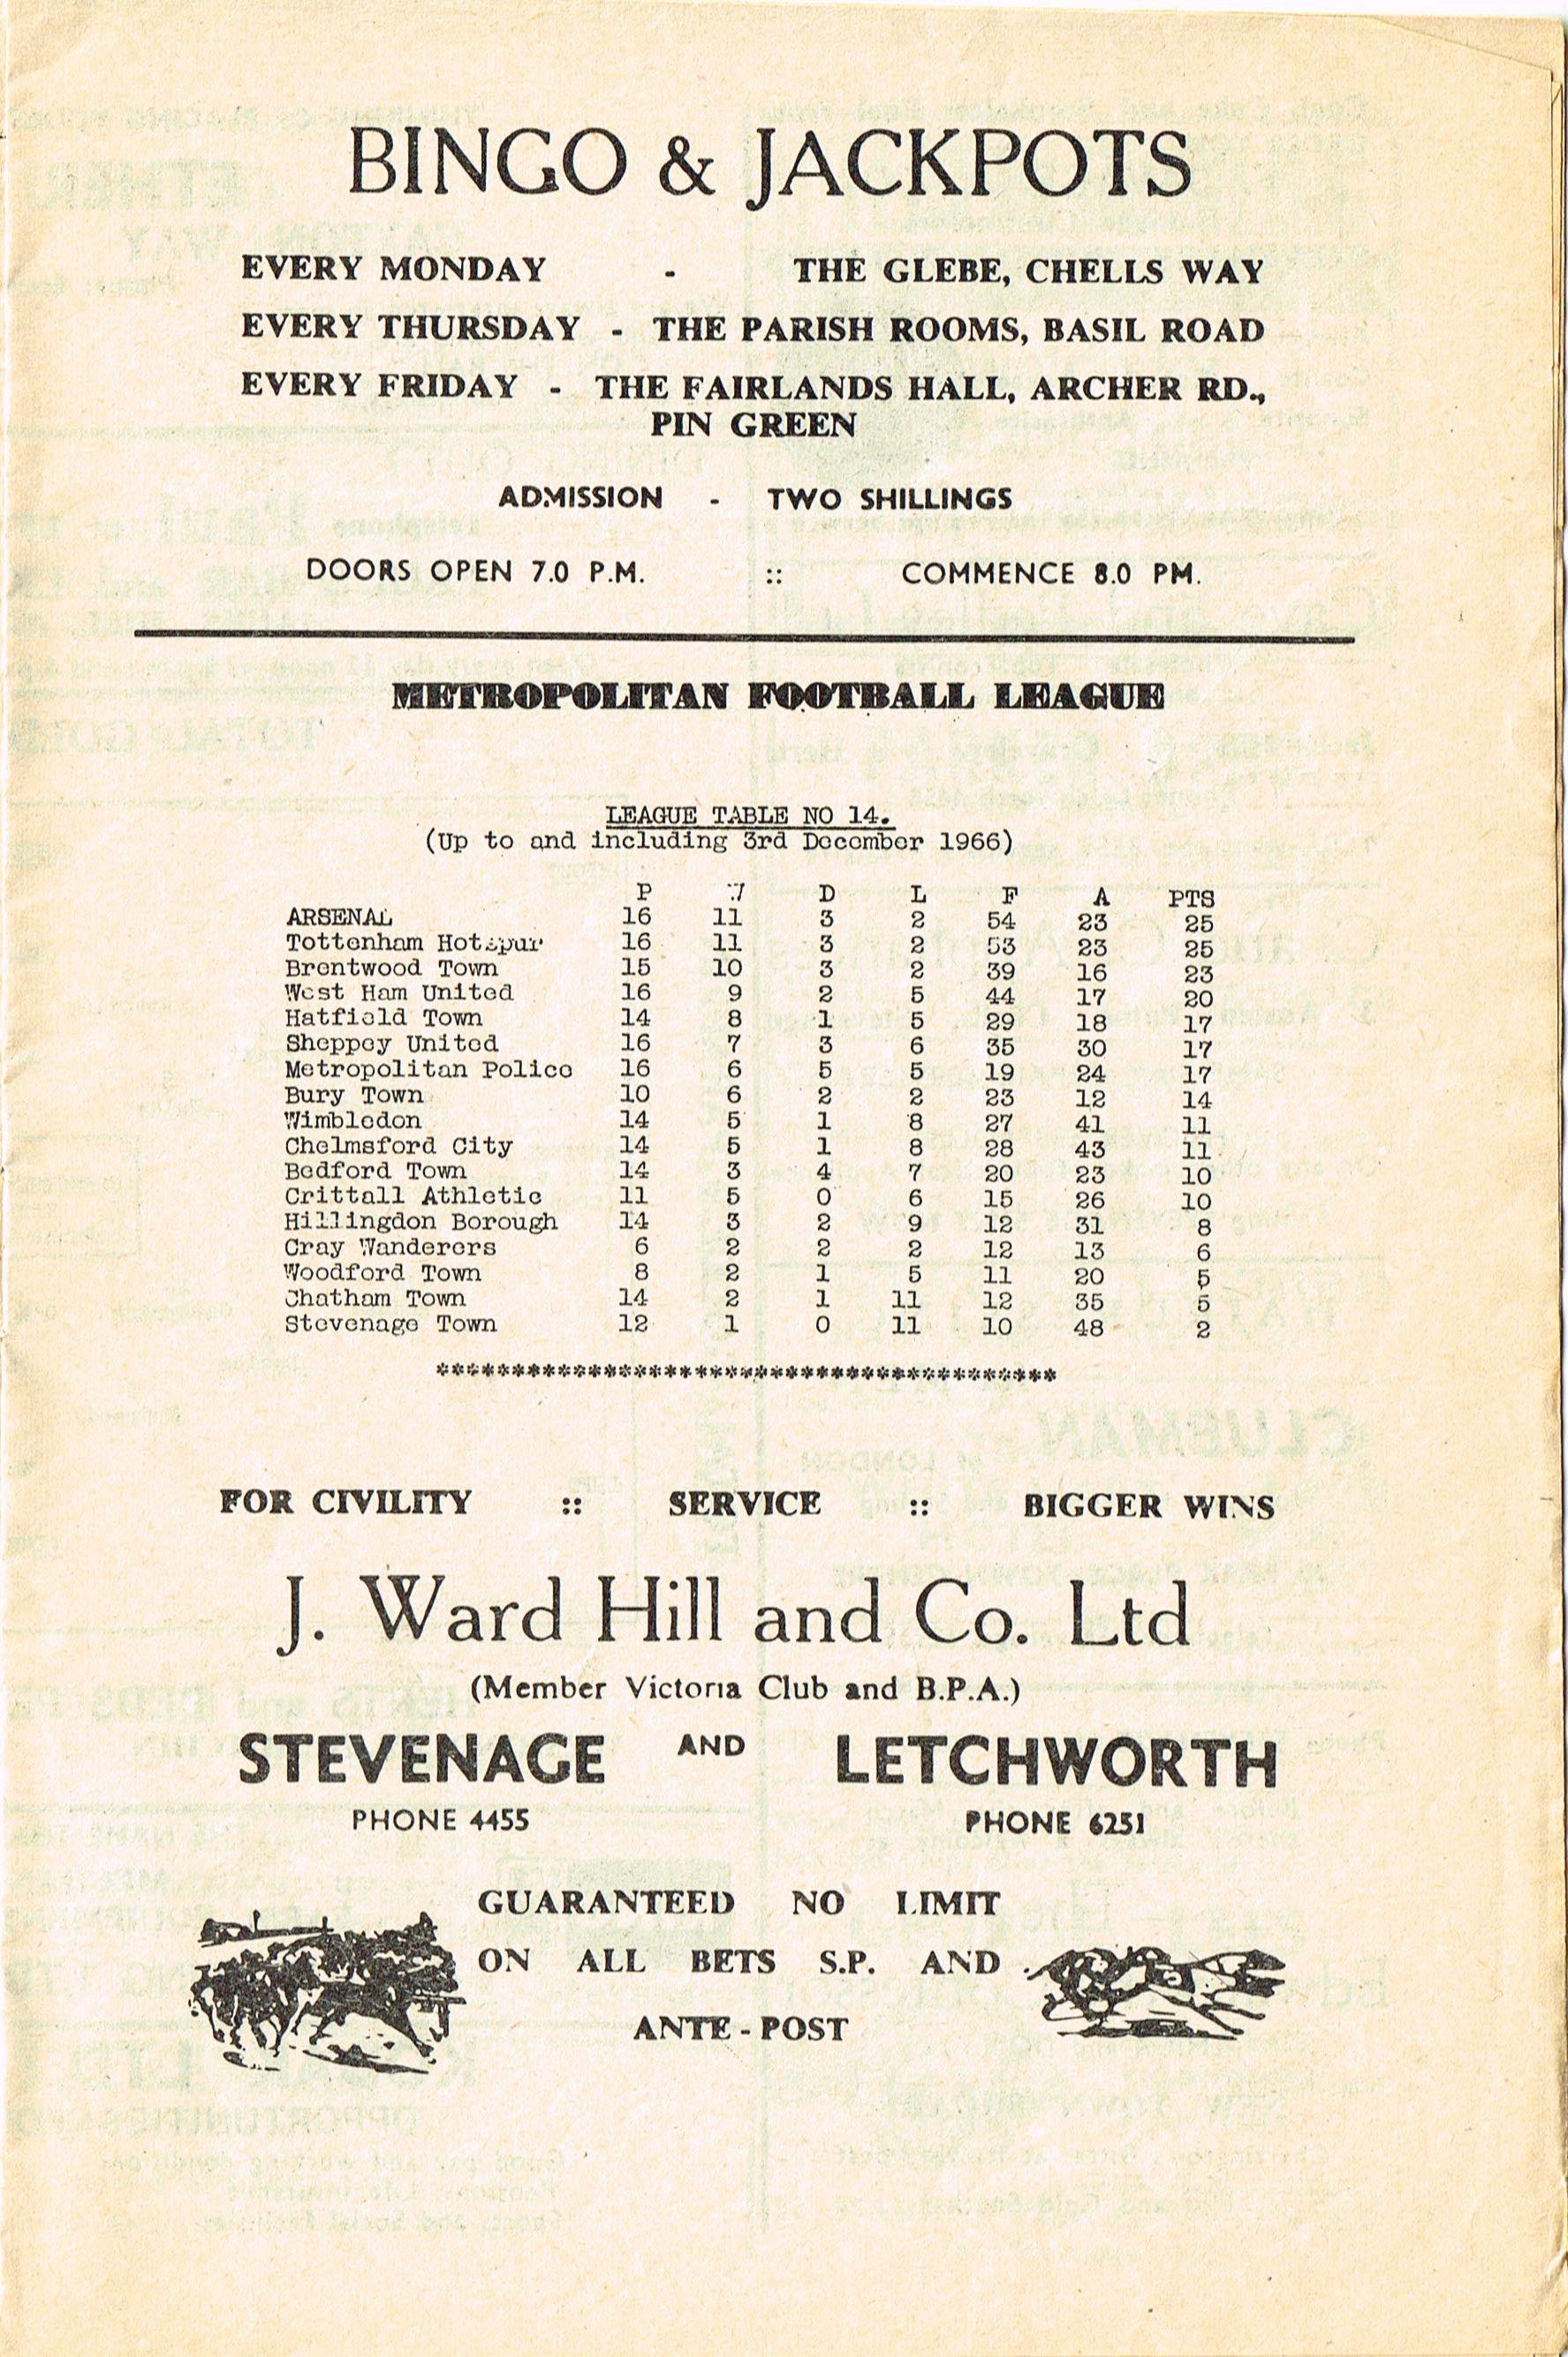 BINGO & JACKPOTS
EVERY MONDAY - THE GLEBE, CHELLS WAY
EVERY THURSDAY - THE PARISH ROOMS, BASIL ROAD
EVERY FRIDAY - THE FAIRLANDS HALL, ARCHER RD.,
PIN GREEN
ADMISSION - TWO SHILLINGS
DOORS OPEN 7.0 P.M. :: COMMENCE 8.0 PM.
METROPOLITAN FOOTBALL LEAGUE
LEAGUE TABLE NO 14.
(Up to and including 3rd December 1966)
P W D L F A PTS
ARSENAL 16 11 3 2 54 23 25
Tottenham Hotspur 16 11 3 2 53 23 25
Brentwood Town 15 10 3 2 39 16 23
West Ham United 16 9 2 5 44 17 20
Hatfield Town 14 8 1 5 29 18 17
Sheppey United 16 7 3 6 35 30 17
Metropolitan Police 16 6 5 5 19 24 17
Bury Town 10 6 2 2 23 12 14
Wimbledon 14 5 1 8 27 41 11
Chelmsford City 14 5 1 8 28 43 11
Bedford Town 14 3 4 7 20 23 10
Crittall Athletic 11 5 0 6 15 26 10
Hillingdon Borough 14 3 2 9 12 31 8
Cray Wanderers 6 2 2 2 12 13 6
Woodford Town 8 2 1 5 11 20 5
Chatham Town 14 2 1 11 12 35 5
Stevenage Town 12 1 0 11 10 48 2
*****************************************
FOR CIVILITY :: SERVICE :: BIGGER WINS
J. Ward Hill and Co. Ltd
(Member Victoria Club and B.P.A.)
STEVENAGE AND LETCHWORTH
PHONE 4455 PHONE 6251
GUARANTEED NO LIMIT
ON ALL BETS S.P. AND
ANTE - POST